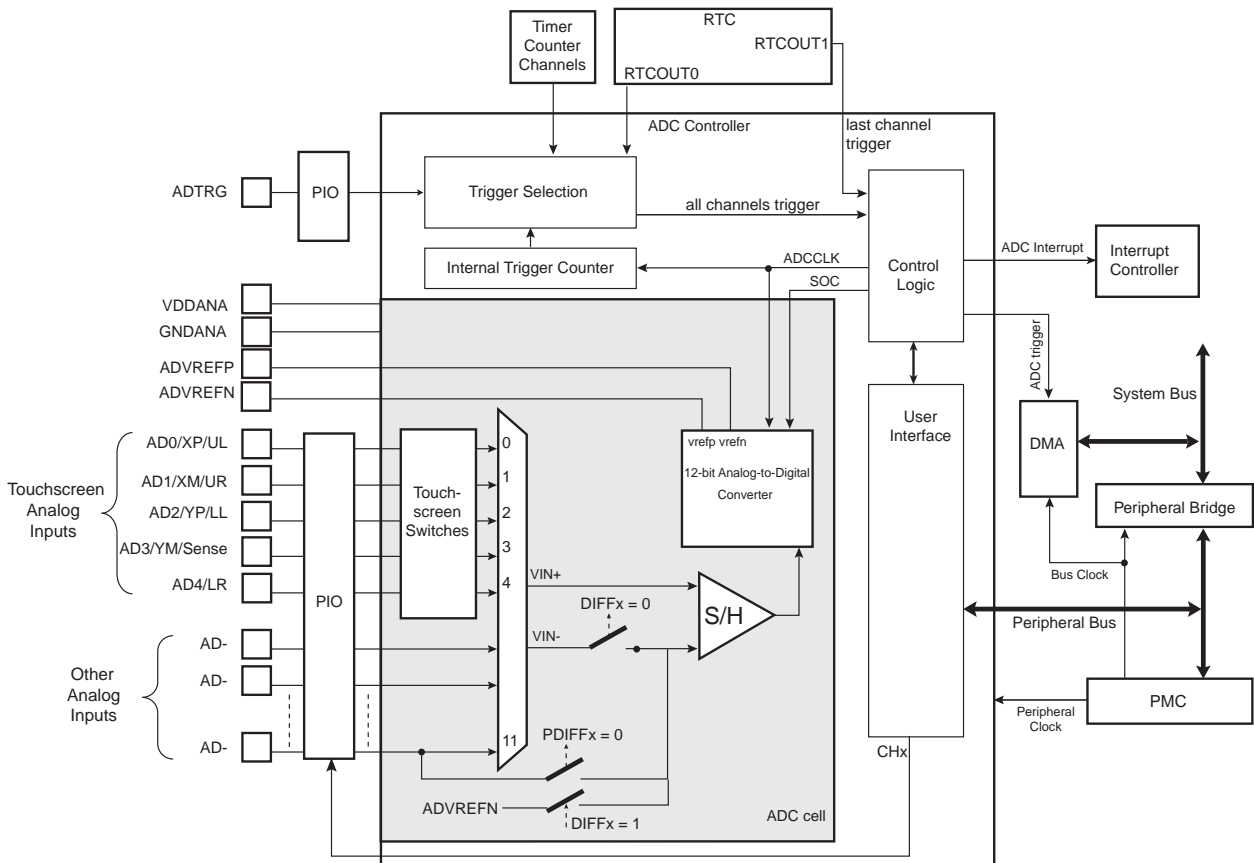 Timer
Counter
Channels
RTC
RTCOUT1
RTCOUT0
ADC Controller
last channel
trigger
ADTRG
PIO
Trigger Selection
all channels trigger
Internal Trigger Counter
ADCCLK
SOC
Control
Logic
ADC Interrupt
Interrupt
Controller
VDDANA
GNDANA
ADVREFP
ADVREFN
ADC trigger
System Bus
User
Interface
DMA
vrefp vrefn
12-bit Analog-to-Digital
Converter
Touchscreen
Analog
Inputs
AD0/XP/UL
AD1/XM/UR
AD2/YP/LL
AD3/YM/Sense
AD4/LR
PIO
Touch-
screen
Switches
0
1
2
3
4
11
Peripheral Bridge
Bus Clock
VIN+
VIN-
DIFFx = 0
S/H
Peripheral Bus
Other
Analog
Inputs
AD-
AD-
AD-
PMC
Peripheral
Clock
PDIFFx = 0
CHx
ADVREFN
DIFFx = 1
ADC cell